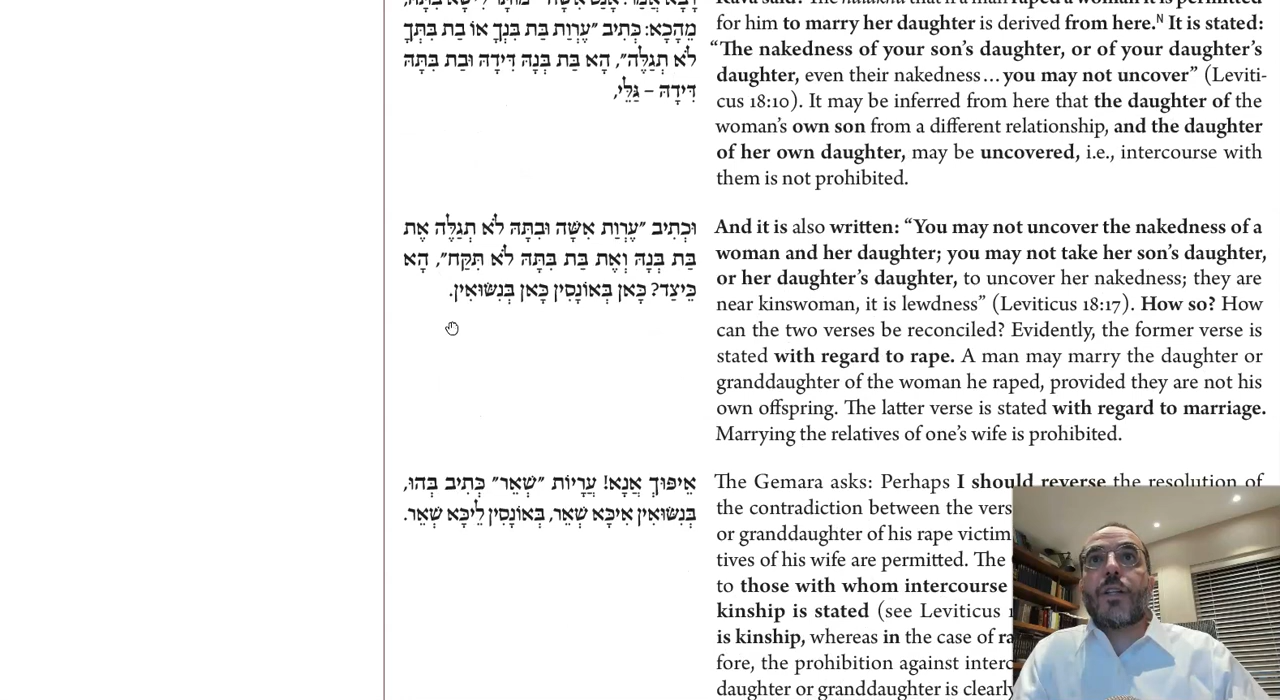 מֵהָכָא: כְּתִיב ״עֶרְוַת בַּת בִּנְךָ אוֹ בַת בִּתְּךָ
לֹא תְגַלֶּה״, הָא בַּת בְּנָהּ דִּידָהּ וּבַת בִּתָּהּ
דִּידָהּ – גַּלֵּי,
וּכְתִיב ״עֶרְוַת אִשָּׁה וּבִתָּהּ לֹא תְגַלֵּה אֶת
בַּת בְּנָהּ וְאֶת בַּת בִּתָּהּ לֹא תִקַּח״, הָא
כֵּיצַד? כָּאן בְּאוֹנָסִין כָּאן בְּנִשּׂוּאִין.
אֵיפוּךְ אֲנָא! עֲרָיוֹת ״שְׁאֵר״ כְּתִיב בְּהוּ,
בְּנִשּׂוּאִין אִיכָּא שְׁאֵר, בְּאוֹנָסִין לֵיכָּא שְׁאֵר.
for him to marry her daughter is derived from here.ᴺ It is stated:
“The nakedness of your son’s daughter, or of your daughter’s
daughter, even their nakedness…you may not uncover” (Leviti-
cus 18:10). It may be inferred from here that the daughter of the
woman’s own son from a different relationship, and the daughter
of her own daughter, may be uncovered, i.e., intercourse with
them is not prohibited.
And it is also written: “You may not uncover the nakedness of a
woman and her daughter; you may not take her son’s daughter,
or her daughter’s daughter, to uncover her nakedness; they are
near kinswoman, it is lewdness” (Leviticus 18:17). How so? How
can the two verses be reconciled? Evidently, the former verse is
stated with regard to rape. A man may marry the daughter or
granddaughter of the woman he raped, provided they are not his
own offspring. The latter verse is stated with regard to marriage.
Marrying the relatives of one’s wife is prohibited.
The Gemara asks: Perhaps I should reverse the resolution of
the contradiction between the
or granddaughter of his rape victim
tives of his wife are permitted. The
to those with whom intercourse
kinship is stated (see Leviticus
is kinship, whereas in the case of
fore, the prohibition against
daughter or granddaughter is clearly